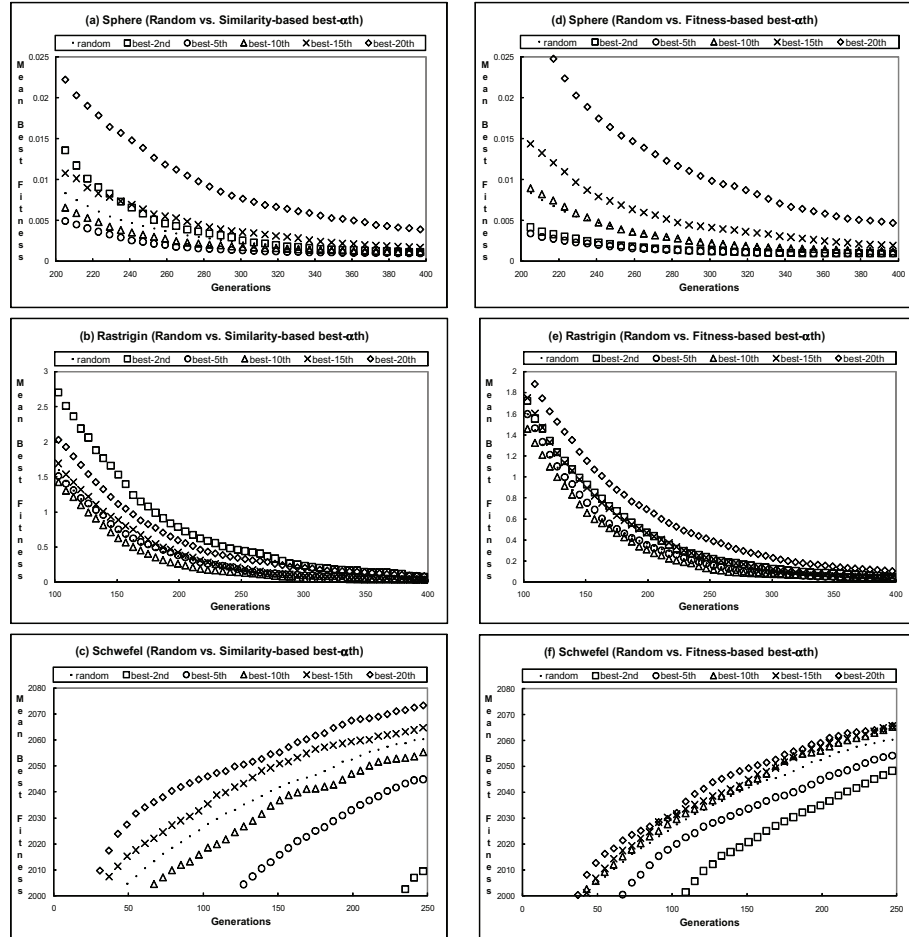 (a) Sphere (Random vs. Similarity-based best-αth)
random best-2nd best-5th best-10th best-15th best-20th
Mean Best Fitness
0.025
0.02
0.015
0.01
0.005
0
200 220 240 260 280 300 320 340 360 380 400
Generations
(d) Sphere (Random vs. Fitness-based best-αth)
random best-2nd best-5th best-10th best-15th best-20th
Mean Best Fitness
0.025
0.02
0.015
0.01
0.005
0
200 220 240 260 280 300 320 340 360 380 400
Generations
(b) Rastrigin (Random vs. Similarity-based best-αth)
random best-2nd best-5th best-10th best-15th best-20th
Mean Best Fitness
3
2.5
2
1.5
1
0.5
0
100 150 200 250 300 350 400
Generations
(e) Rastrigin (Random vs. Fitness-based best-αth)
random best-2nd best-5th best-10th best-15th best-20th
Mean Best Fitness
2
1.8
1.6
1.4
1.2
1
0.8
0.6
0.4
0.2
0
100 150 200 250 300 350 400
Generations
(c) Schwefel (Random vs. Similarity-based best-αth)
random best-2nd best-5th best-10th best-15th best-20th
Mean Best Fitness
2080
2070
2060
2050
2040
2030
2020
2010
2000
0 50 100 150 200 250
Generations
(f) Schwefel (Random vs. Fitness-based best-αth)
random best-2nd best-5th best-10th best-15th best-20th
Mean Best Fitness
2080
2070
2060
2050
2040
2030
2020
2010
2000
0 50 100 150 200 250
Generations